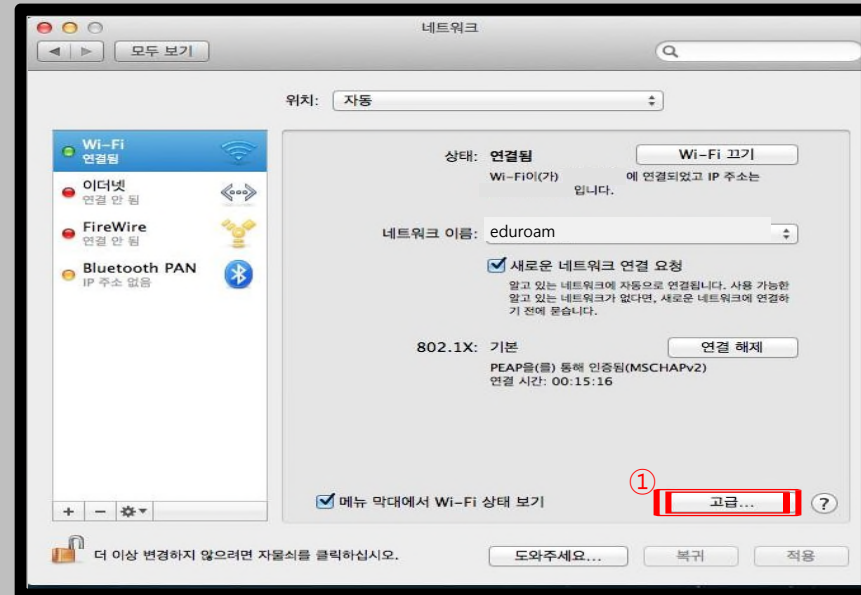 네트워크
모두 보기
위치: 자동
Wi-Fi
연결됨
이더넷
연결 안 됨
FireWire
연결 안 됨
Bluetooth PAN
IP 주소 없음
상태: 연결됨
Wi-Fi 끄기
Wi-Fi이(가) 에 연결되었고 IP 주소는
입니다.
네트워크 이름: eduroam
새로운 네트워크 연결 요청
알고 있는 네트워크에 자동으로 연결됩니다. 사용 가능한
알고 있는 네트워크가 없다면, 새로운 네트워크에 연결하
기 전에 묻습니다.
802.1X: 기본
연결 해제
PEAP을(를) 통해 인증됨(MSCHAPv2)
연결 시간: 00:15:16
①
메뉴 막대에서 Wi-Fi 상태 보기
고급...
?
더 이상 변경하지 않으려면 자물쇠를 클릭하십시오.
도와주세요...
복귀
적용